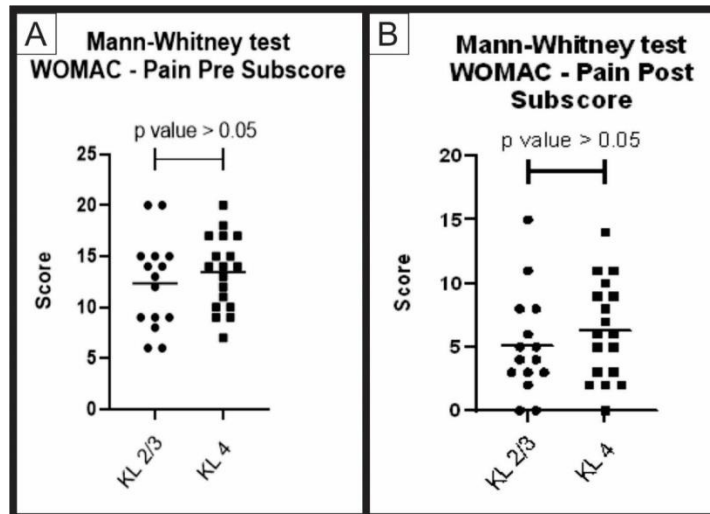 A
Mann-Whitney test
WOMAC - Pain Pre Subscore
p value > 0.05
25
20
15
10
5
0
Score
KL 2/3
KL 4
B
Mann-Whitney test
WOMAC - Pain Post
Subscore
p value > 0.05
20
15
10
5
0
Score
KL 2/3
KL 4